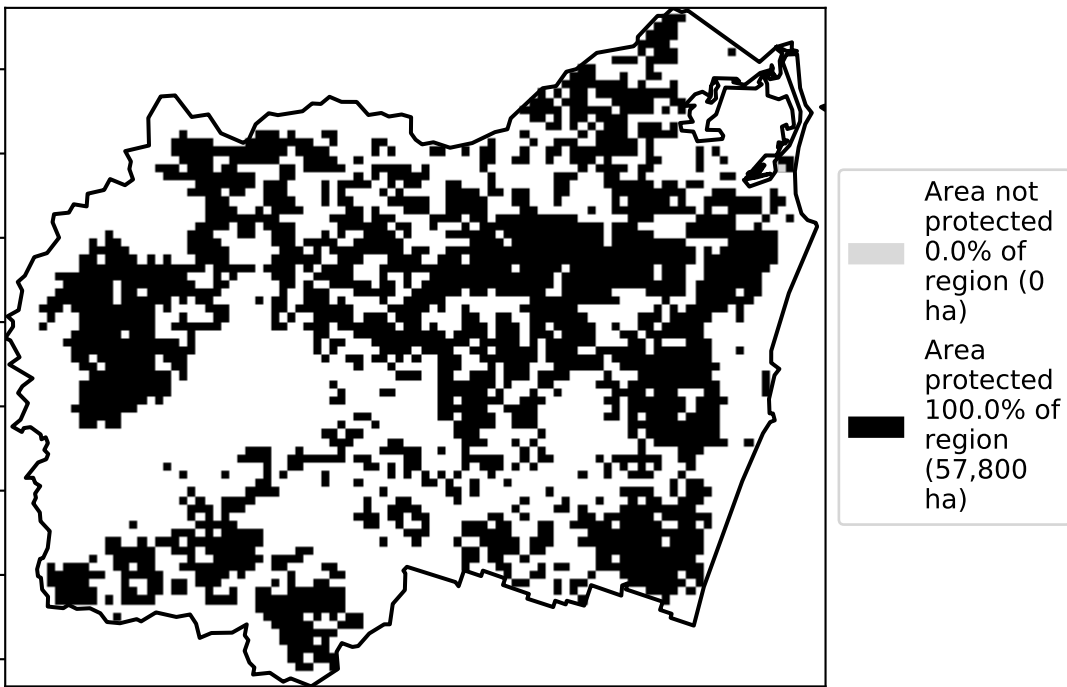 Area not
protected
0.0% of
region (0
ha)
Area
protected
100.0% of
region
(57,800
ha)